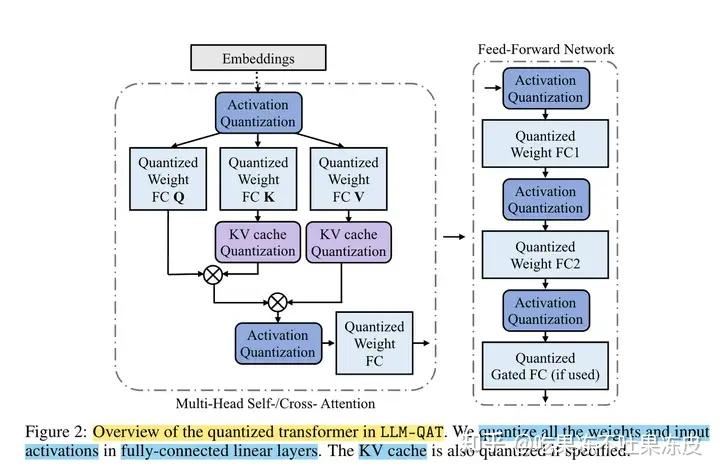 Embeddings
Activation
Quantization
Quantized
Weight
FC Q
Quantized
Weight
FC K
Quantized
Weight
FC V
KV cache
Quantization
KV cache
Quantization
Activation
Quantization
Quantized
Weight
FC
Multi-Head Self-/Cross- Attention
Feed-Forward Network
Activation
Quantization
Quantized
Weight FC1
Activation
Quantization
Quantized
Weight FC2
Activation
Quantization
Quantized
Gated FC (if used)
Figure 2: Overview of the quantized transformer in LLM-QAT. We quantize all the weights and input
activations in fully-connected linear layers. The KV cache is also quantized if specified.
知乎 @吃果冻不吐果冻皮